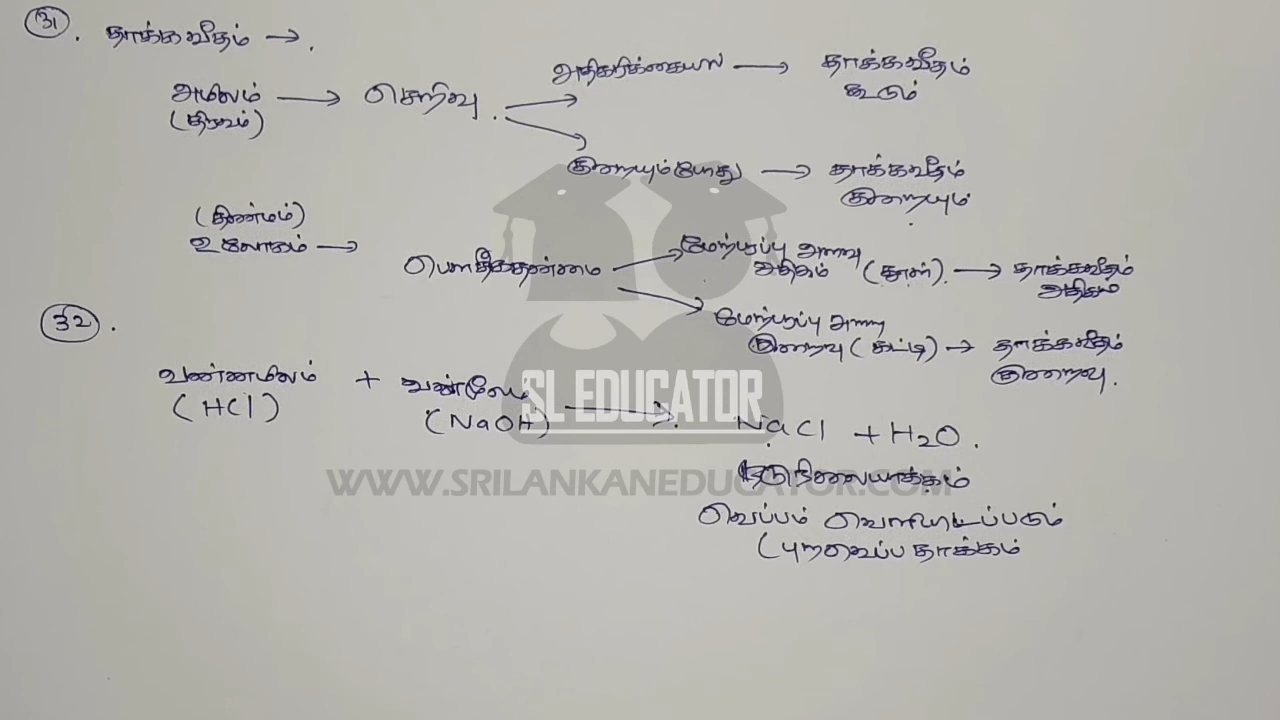 31. தாக்கவீதம் →.
அமிலம் → செறிவு
(திரவம்)
அதிகரிக்கையில் → தாக்கவீதம்
கூடும்
குறையும்போது → தாக்கவீதம்
குறையும்
(திண்மம்)
உலோகம் →
பௌதீகத்தன்மை
மேற்பரப்பு அளவு
அதிகம் (தூள்). → தாக்கவீதம்
அதிகம்
மேற்பரப்பு அளவு
குறைவு (கட்டி) → தாக்கவீதம்
குறைவு.
32.
வன்னமிலம் + வன்மூலம்
(HCl) (NaOH) → NaCl + H2O.
நடுநிலையாக்கம்
வெப்பம் வெளியிடப்படும்
(புறவெப்ப தாக்கம்
SL EDUCATOR
WWW.SRILANKANEDUCATOR.COM